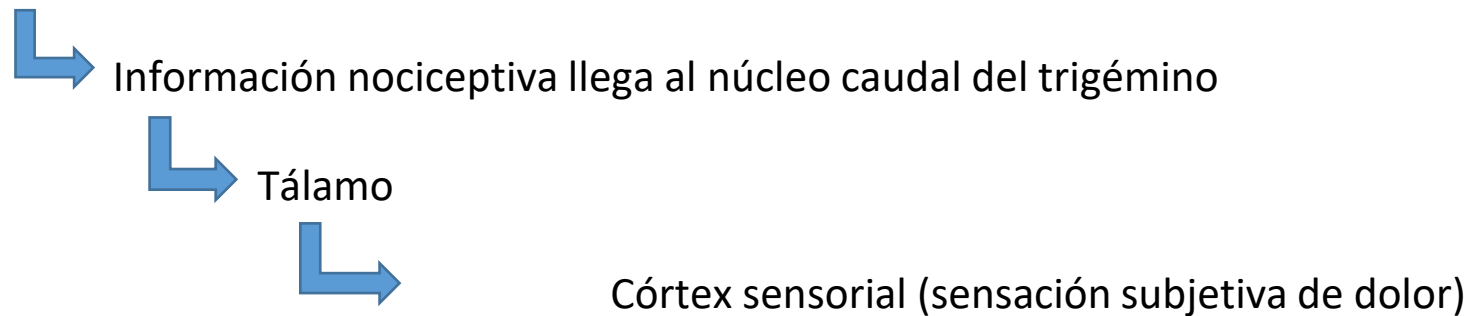 Información nociceptiva llega al núcleo caudal del trigémino
Tálamo
Córtex sensorial (sensación subjetiva de dolor)